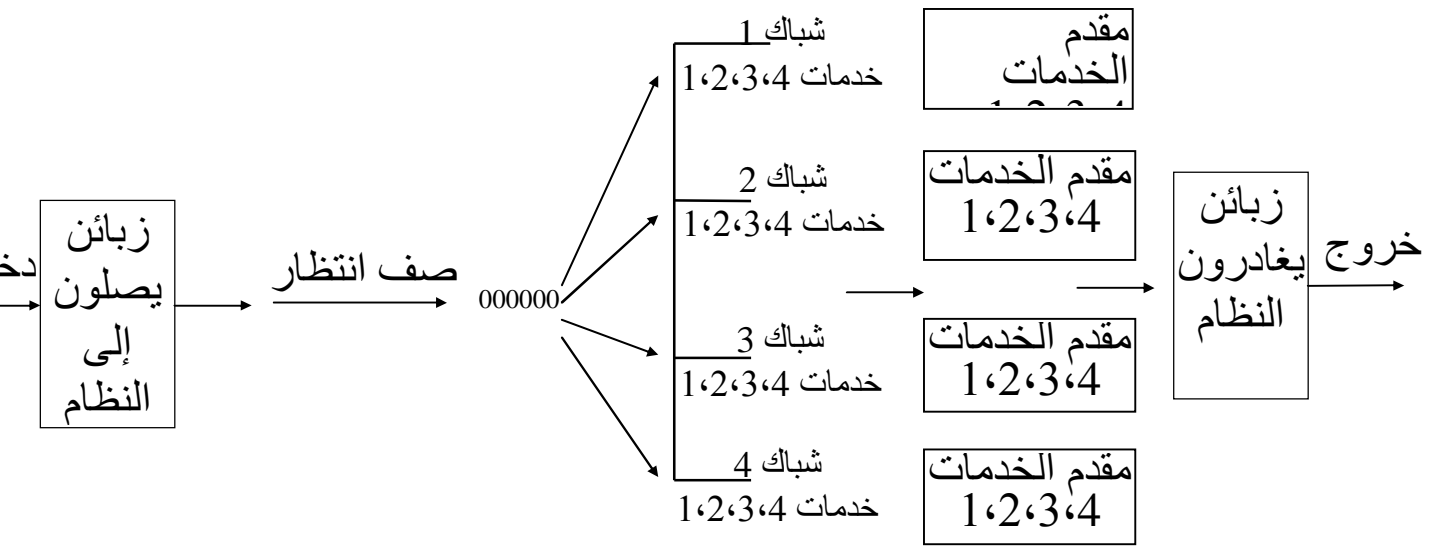 زبائن
يصلون
إلى
النظام
صف انتظار
000000
شباك 1
خدمات 1،2،3،4
شباك 2
خدمات 1،2،3،4
شباك 3
خدمات 1،2،3،4
شباك 4
خدمات 1،2،3،4
مقدم
الخدمات
مقدم الخدمات
1،2،3،4
مقدم الخدمات
1،2،3،4
مقدم الخدمات
1،2،3،4
زبائن
يغادرون
النظام
خروج